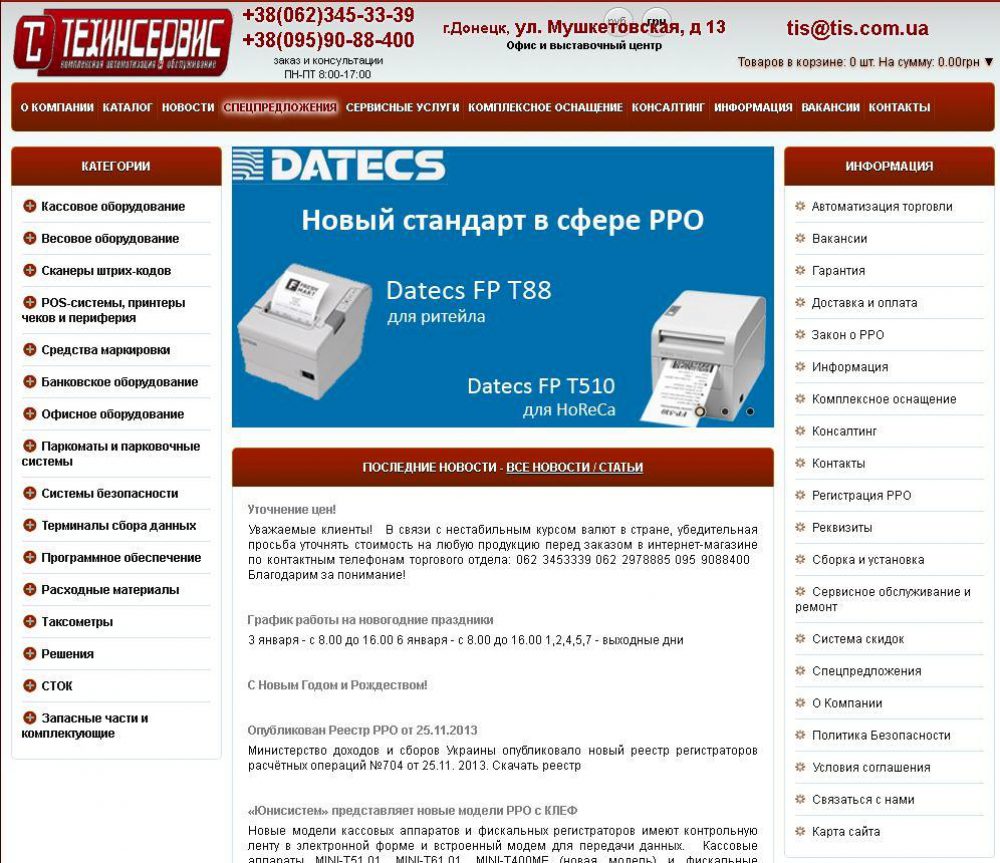 ТЕХИНСЕРВИС
комплексная автоматизация & обслуживание
+38(062)345-33-39
+38(095)90-88-400
заказ и консультации
ПН-ПТ 8:00-17:00
руб грн
г.Донецк, ул. Мушкетовская, д 13
Офис и выставочный центр
tis@tis.com.ua
Товаров в корзине: 0 шт. На сумму: 0.00грн ▼
О КОМПАНИИ КАТАЛОГ НОВОСТИ СПЕЦПРЕДЛОЖЕНИЯ СЕРВИСНЫЕ УСЛУГИ КОМПЛЕКСНОЕ ОСНАЩЕНИЕ КОНСАЛТИНГ ИНФОРМАЦИЯ ВАКАНСИИ КОНТАКТЫ
КАТЕГОРИИ
Кассовое оборудование
Весовое оборудование
Сканеры штрих-кодов
POS-системы, принтеры
чеков и периферия
Средства маркировки
Банковское оборудование
Офисное оборудование
Паркоматы и парковочные
системы
Системы безопасности
Терминалы сбора данных
Программное обеспечение
Расходные материалы
Таксометры
Решения
СТОК
Запасные части и
комплектующие
DATECS
Новый стандарт в сфере РРО
FRESH
MART
Datecs FP T88
для ритейла
Datecs FP T510
для HoReCa
ПОСЛЕДНИЕ НОВОСТИ - ВСЕ НОВОСТИ / СТАТЬИ
Уточнение цен!
Уважаемые клиенты! В связи с нестабильным курсом валют в стране, убедительная
просьба уточнять стоимость на любую продукцию перед заказом в интернет-магазине
по контактным телефонам торгового отдела: 062 3453339 062 2978885 095 9088400
Благодарим за понимание!
График работы на новогодние праздники
3 января - с 8.00 до 16.00 6 января - с 8.00 до 16.00 1,2,4,5,7 - выходные дни
С Новым Годом и Рождеством!
Опубликован Реестр РРО от 25.11.2013
Министерство доходов и сборов Украины опубликовало новый реестр регистраторов
расчётных операций №704 от 25.11. 2013. Скачать реестр
«Юнисистем» представляет новые модели РРО с КЛЕФ
Новые модели кассовых аппаратов и фискальных регистраторов имеют контрольную
ленту в электронной форме и встроенный модем для передачи данных. Кассовые
аппараты MINI-T51.01, MINI-T61.01, MINI-T400ME (новая модель) и фискальные
ИНФОРМАЦИЯ
Автоматизация торговли
Вакансии
Гарантия
Доставка и оплата
Закон о РРО
Информация
Комплексное оснащение
Консалтинг
Контакты
Регистрация РРО
Реквизиты
Сборка и установка
Сервисное обслуживание и
ремонт
Система скидок
Спецпредложения
О Компании
Политика Безопасности
Условия соглашения
Связаться с нами
Карта сайта